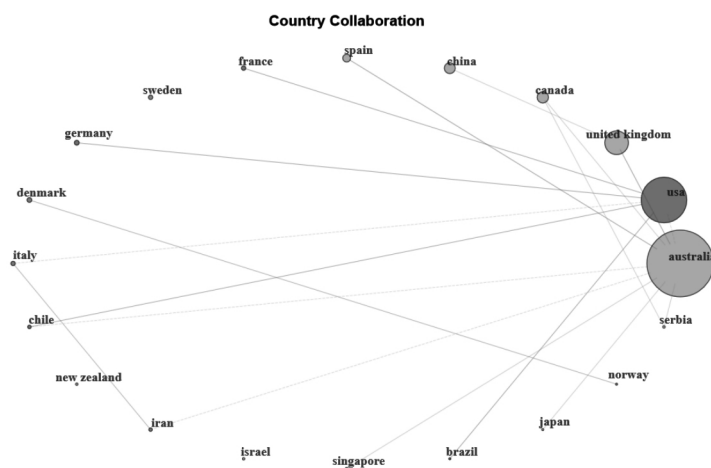 Country Collaboration
spain
france
china
sweden
canada
germany
united kingdom
denmark
usa
italy
australia
chile
serbia
new zealand
norway
iran
japan
israel
singapore
brazil